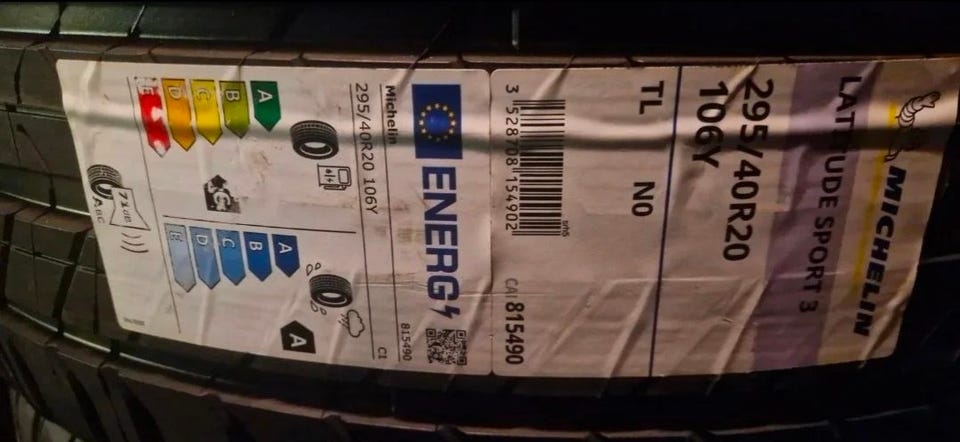 MICHELIN
LATITUDE SPORT 3
295/40R20
106Y
TL N0
3 528708 154902
CAI 815490
ENERG
815490
Michelin
295/40R20 106Y
C1
A
B
C
D
E
C
A
B
C
D
E
A
ABC